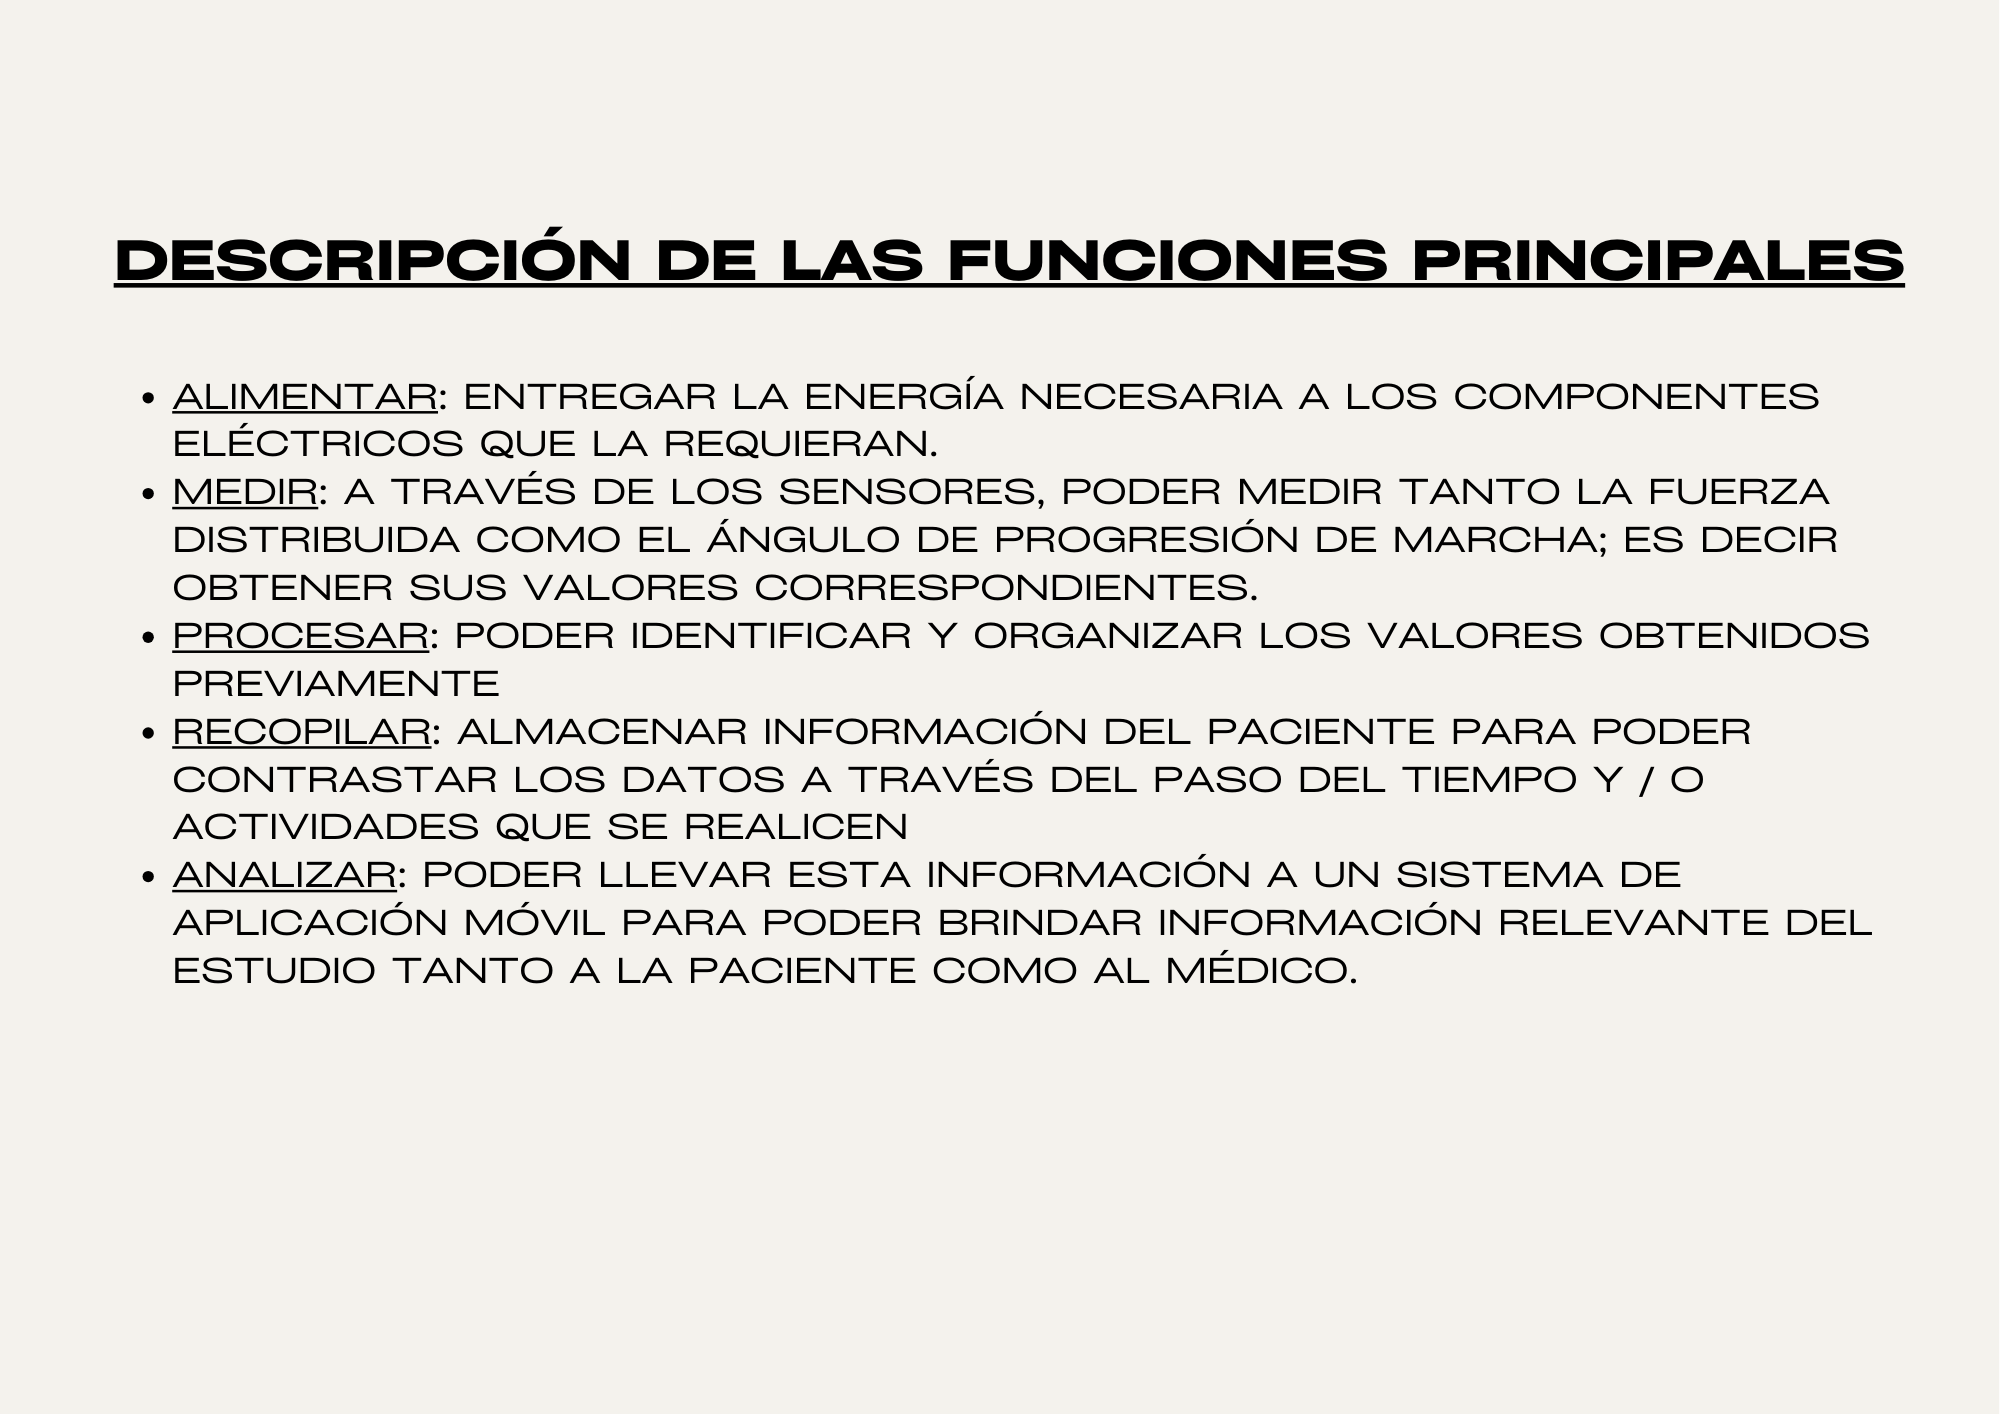 DESCRIPCIÓN DE LAS FUNCIONES PRINCIPALES
• ALIMENTAR: ENTREGAR LA ENERGÍA NECESARIA A LOS COMPONENTES
ELÉCTRICOS QUE LA REQUIERAN.
• MEDIR: A TRAVÉS DE LOS SENSORES, PODER MEDIR TANTO LA FUERZA
DISTRIBUIDA COMO EL ÁNGULO DE PROGRESIÓN DE MARCHA; ES DECIR
OBTENER SUS VALORES CORRESPONDIENTES.
• PROCESAR: PODER IDENTIFICAR Y ORGANIZAR LOS VALORES OBTENIDOS
PREVIAMENTE
• RECOPILAR: ALMACENAR INFORMACIÓN DEL PACIENTE PARA PODER
CONTRASTAR LOS DATOS A TRAVÉS DEL PASO DEL TIEMPO Y / O
ACTIVIDADES QUE SE REALICEN
• ANALIZAR: PODER LLEVAR ESTA INFORMACIÓN A UN SISTEMA DE
APLICACIÓN MÓVIL PARA PODER BRINDAR INFORMACIÓN RELEVANTE DEL
ESTUDIO TANTO A LA PACIENTE COMO AL MÉDICO.